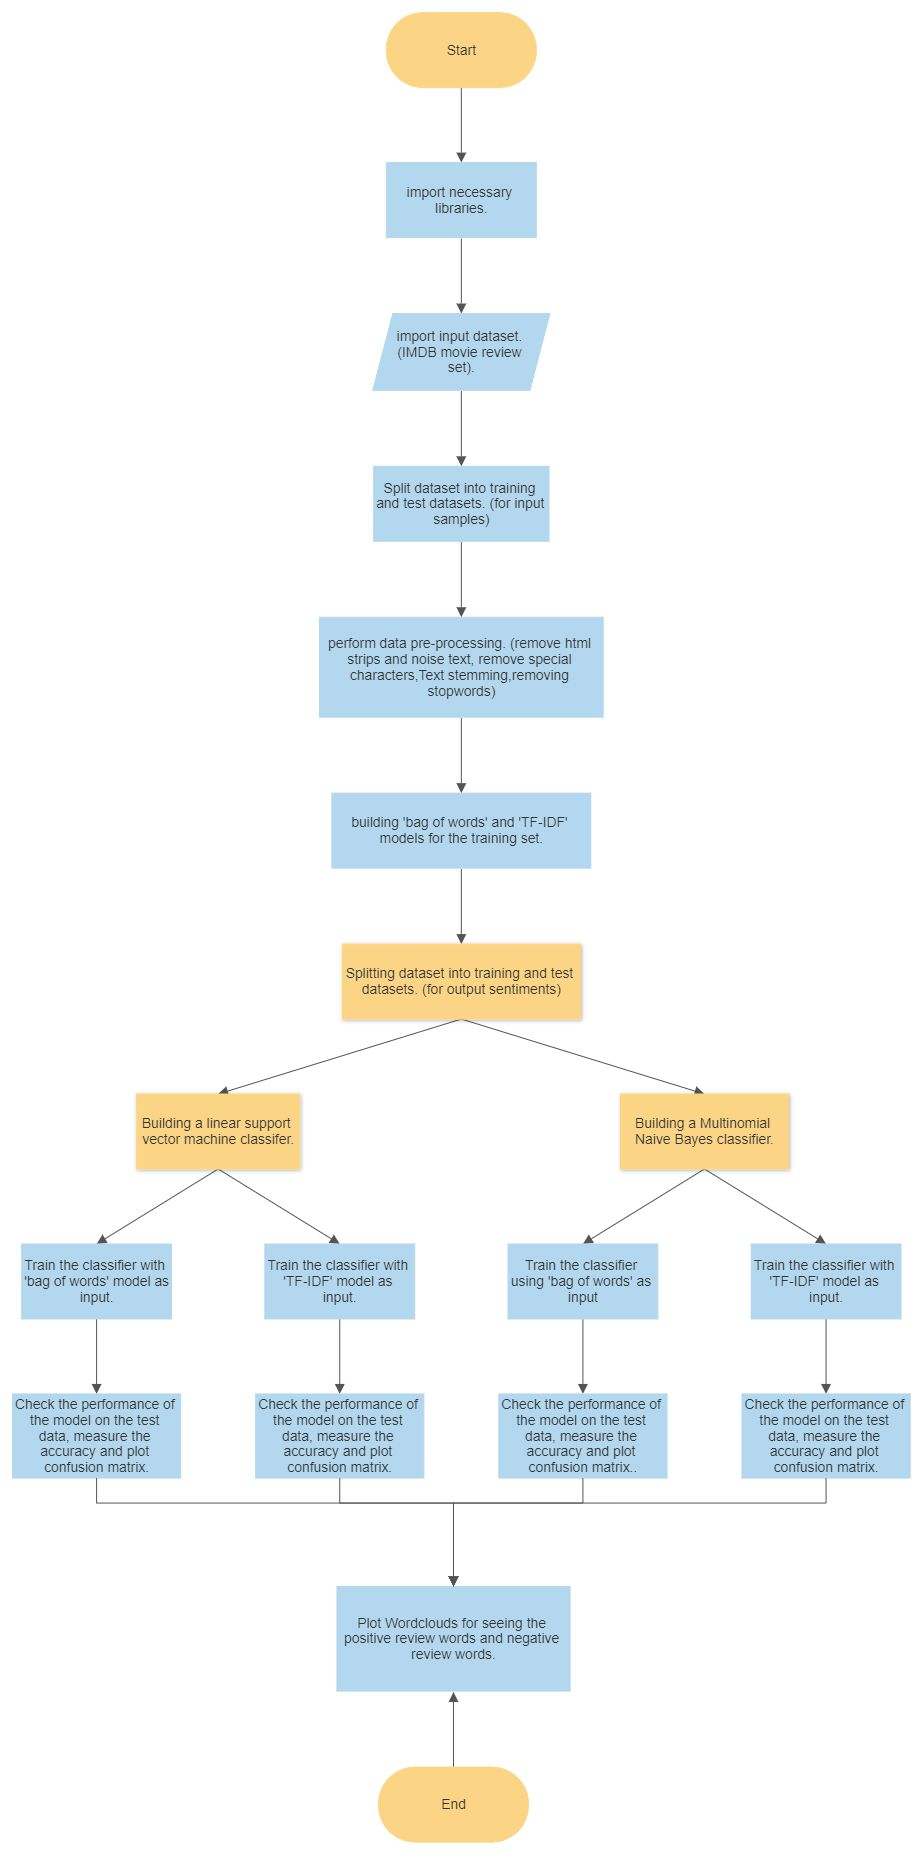 Start
import necessary
libraries.
import input dataset.
(IMDB movie review
set).
Split dataset into training
and test datasets. (for input
samples)
perform data pre-processing. (remove html
strips and noise text, remove special
characters,Text stemming,removing
stopwords)
building 'bag of words' and 'TF-IDF'
models for the training set.
Splitting dataset into training and test
datasets. (for output sentiments)
Building a linear support
vector machine classifer.
Building a Multinomial
Naive Bayes classifier.
Train the classifier with
'bag of words' model as
input.
Train the classifier with
'TF-IDF' model as
input.
Train the classifier
using 'bag of words' as
input
Train the classifier with
'TF-IDF' model as
input.
Check the performance of
the model on the test
data, measure the
accuracy and plot
confusion matrix.
Check the performance of
the model on the test
data, measure the
accuracy and plot
confusion matrix.
Check the performance of
the model on the test
data, measure the
accuracy and plot
confusion matrix..
Check the performance of
the model on the test
data, measure the
accuracy and plot
confusion matrix.
Plot Wordclouds for seeing the
positive review words and negative
review words.
End